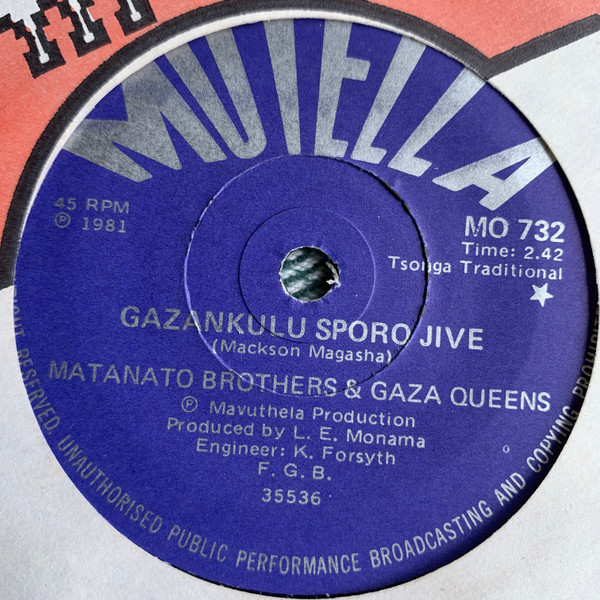 MUTELLA
45 RPM
℗ 1981
MO 732
Time: 2.42
Tsonga Traditional
GAZANKULU SPORO JIVE
(Mackson Magasha)
MATANATO BROTHERS & GAZA QUEENS
℗ Mavuthela Production
Produced by L. E. Monama
Engineer: K. Forsyth
F. G. B.
35536
RESERVED. UNAUTHORISED PUBLIC PERFORMANCE BROADCASTING AND COPYING